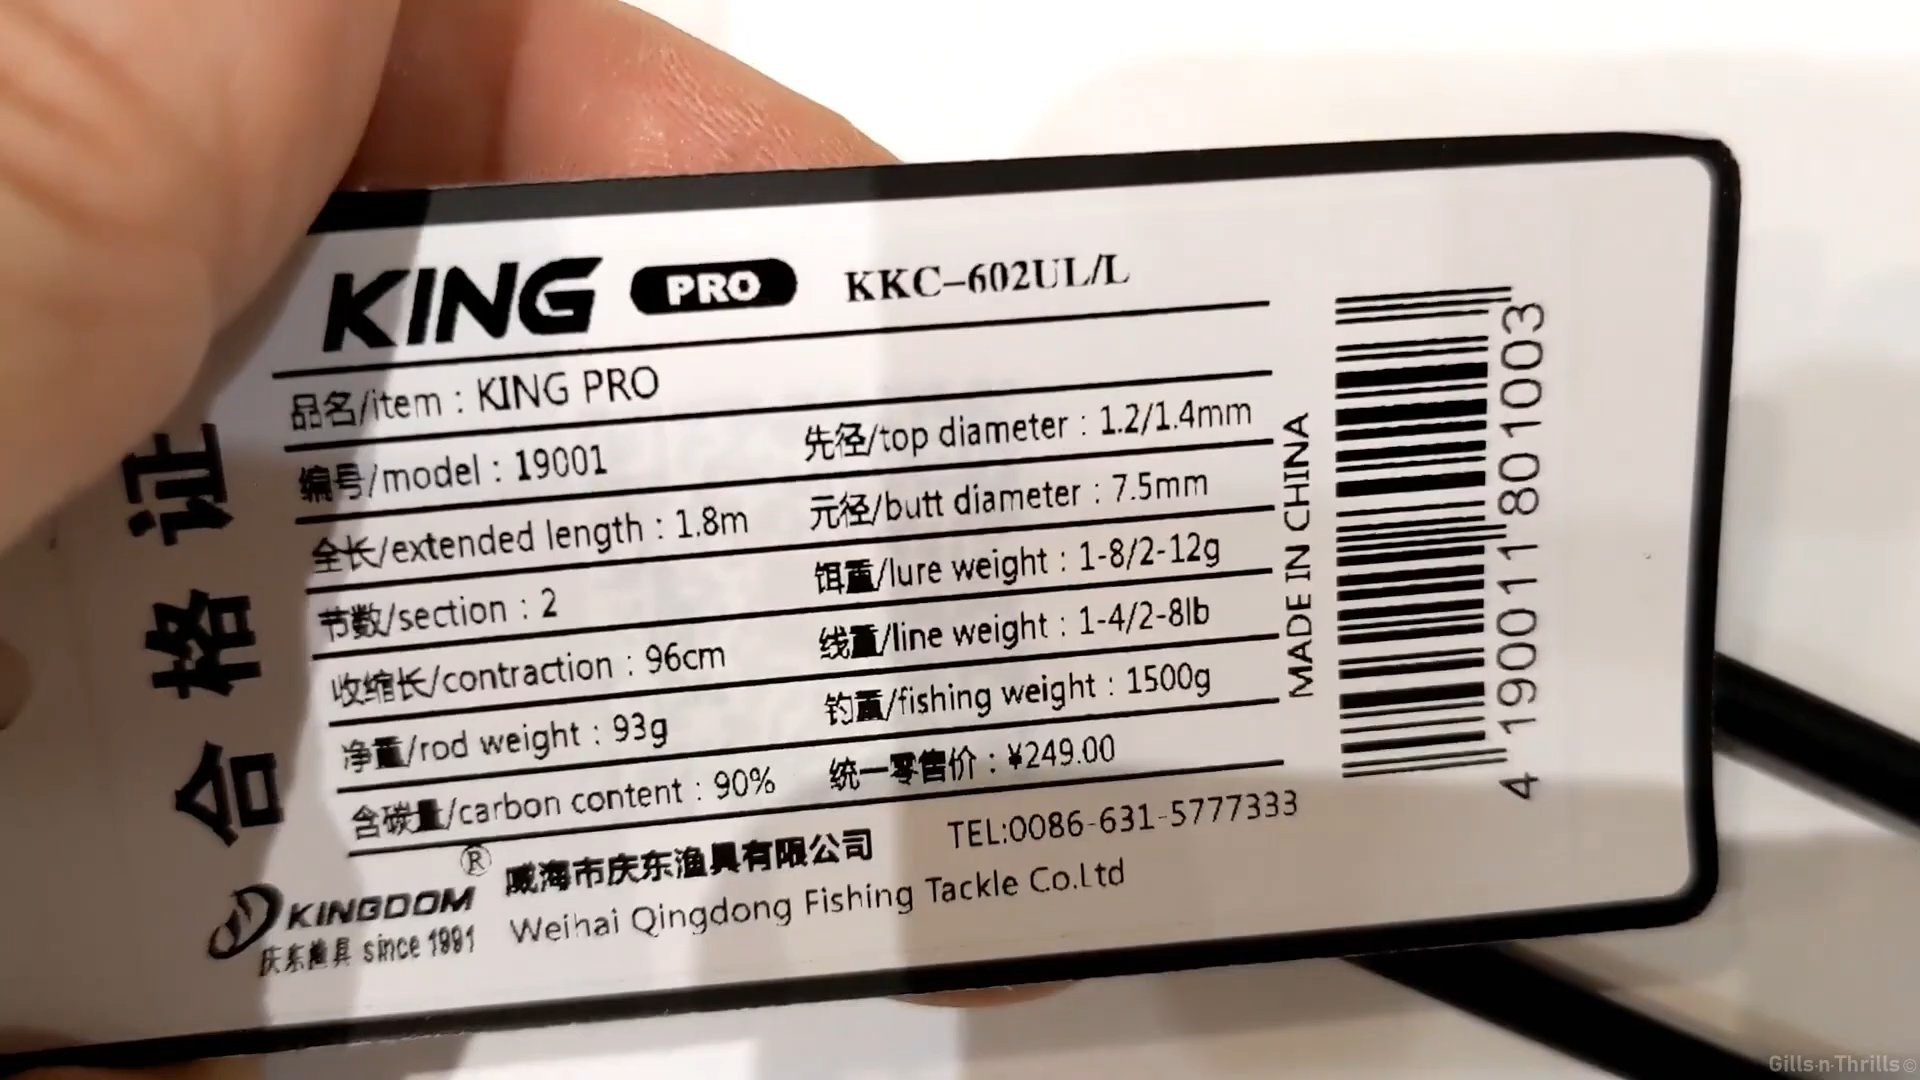 KING PRO KKC-602UL/L
品名/item : KING PRO
编号/model : 19001
先径/top diameter : 1.2/1.4mm
全长/extended length : 1.8m
元径/butt diameter : 7.5mm
节数/section : 2
饵重/lure weight : 1-8/2-12g
收缩长/contraction : 96cm
线重/line weight : 1-4/2-8lb
净重/rod weight : 93g
钓重/fishing weight : 1500g
含碳量/carbon content : 90%
统一零售价 : ¥249.00
合格证
MADE IN CHINA
4190011801003
KINGDOM®
庆东渔具 since 1991
威海市庆东渔具有限公司
TEL:0086-631-5777333
Weihai Qingdong Fishing Tackle Co.Ltd
Gills-n-Thrills©